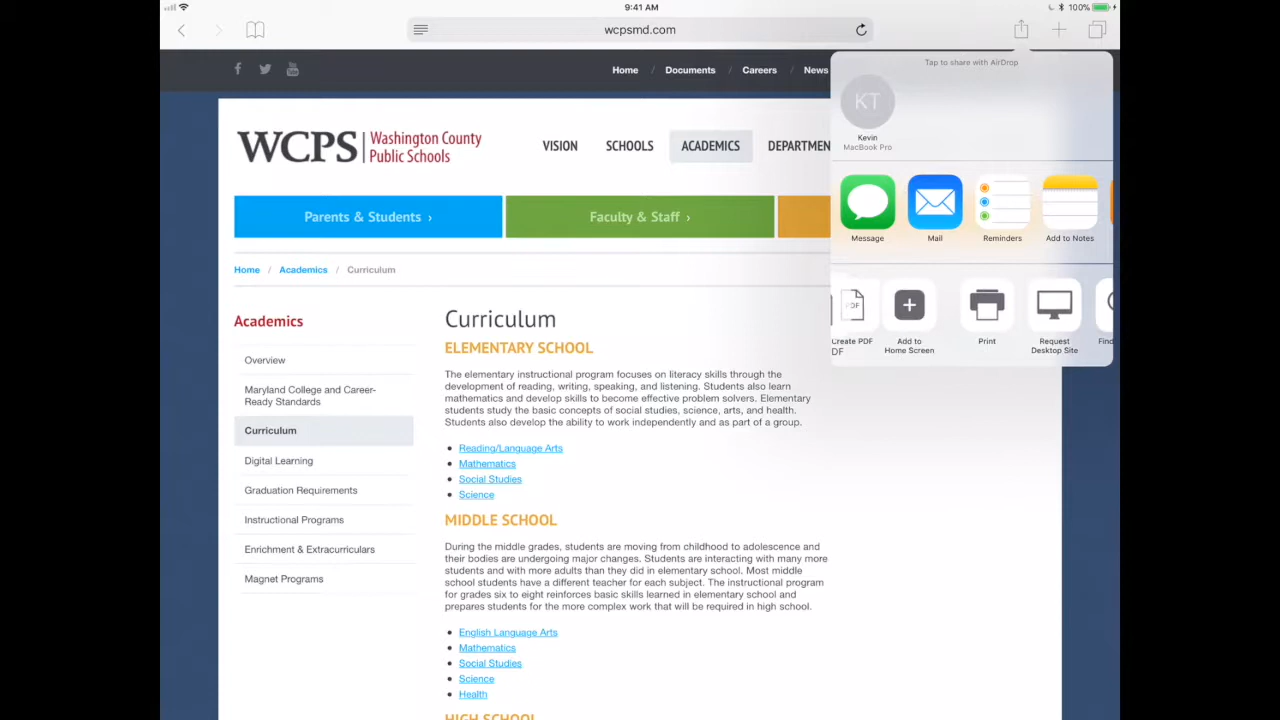 9:41 AM
100%
wcpsmd.com
Home / Documents / Careers / News
Tap to share with AirDrop
KT
Kevin
MacBook Pro
WCPS | Washington County
Public Schools
VISION SCHOOLS ACADEMICS DEPARTMEN
Message Mail Reminders Add to Notes
Parents & Students ›
Faculty & Staff ›
Home / Academics / Curriculum
PDF
Create PDF
DF
Add to
Home Screen
Print
Request
Desktop Site
Find
Academics
Overview
Maryland College and Career-
Ready Standards
Curriculum
Digital Learning
Graduation Requirements
Instructional Programs
Enrichment & Extracurriculars
Magnet Programs
Curriculum
ELEMENTARY SCHOOL
The elementary instructional program focuses on literacy skills through the
development of reading, writing, speaking, and listening. Students also learn
mathematics and develop skills to become effective problem solvers. Elementary
students study the basic concepts of social studies, science, arts, and health.
Students also develop the ability to work independently and as part of a group.
• Reading/Language Arts
• Mathematics
• Social Studies
• Science
MIDDLE SCHOOL
During the middle grades, students are moving from childhood to adolescence and
their bodies are undergoing major changes. Students are interacting with many more
students and with more adults than they did in elementary school. Most middle
school students have a different teacher for each subject. The instructional program
for grades six to eight reinforces basic skills learned in elementary school and
prepares students for the more complex work that will be required in high school.
• English Language Arts
• Mathematics
• Social Studies
• Science
• Health
HIGH SCHOOL